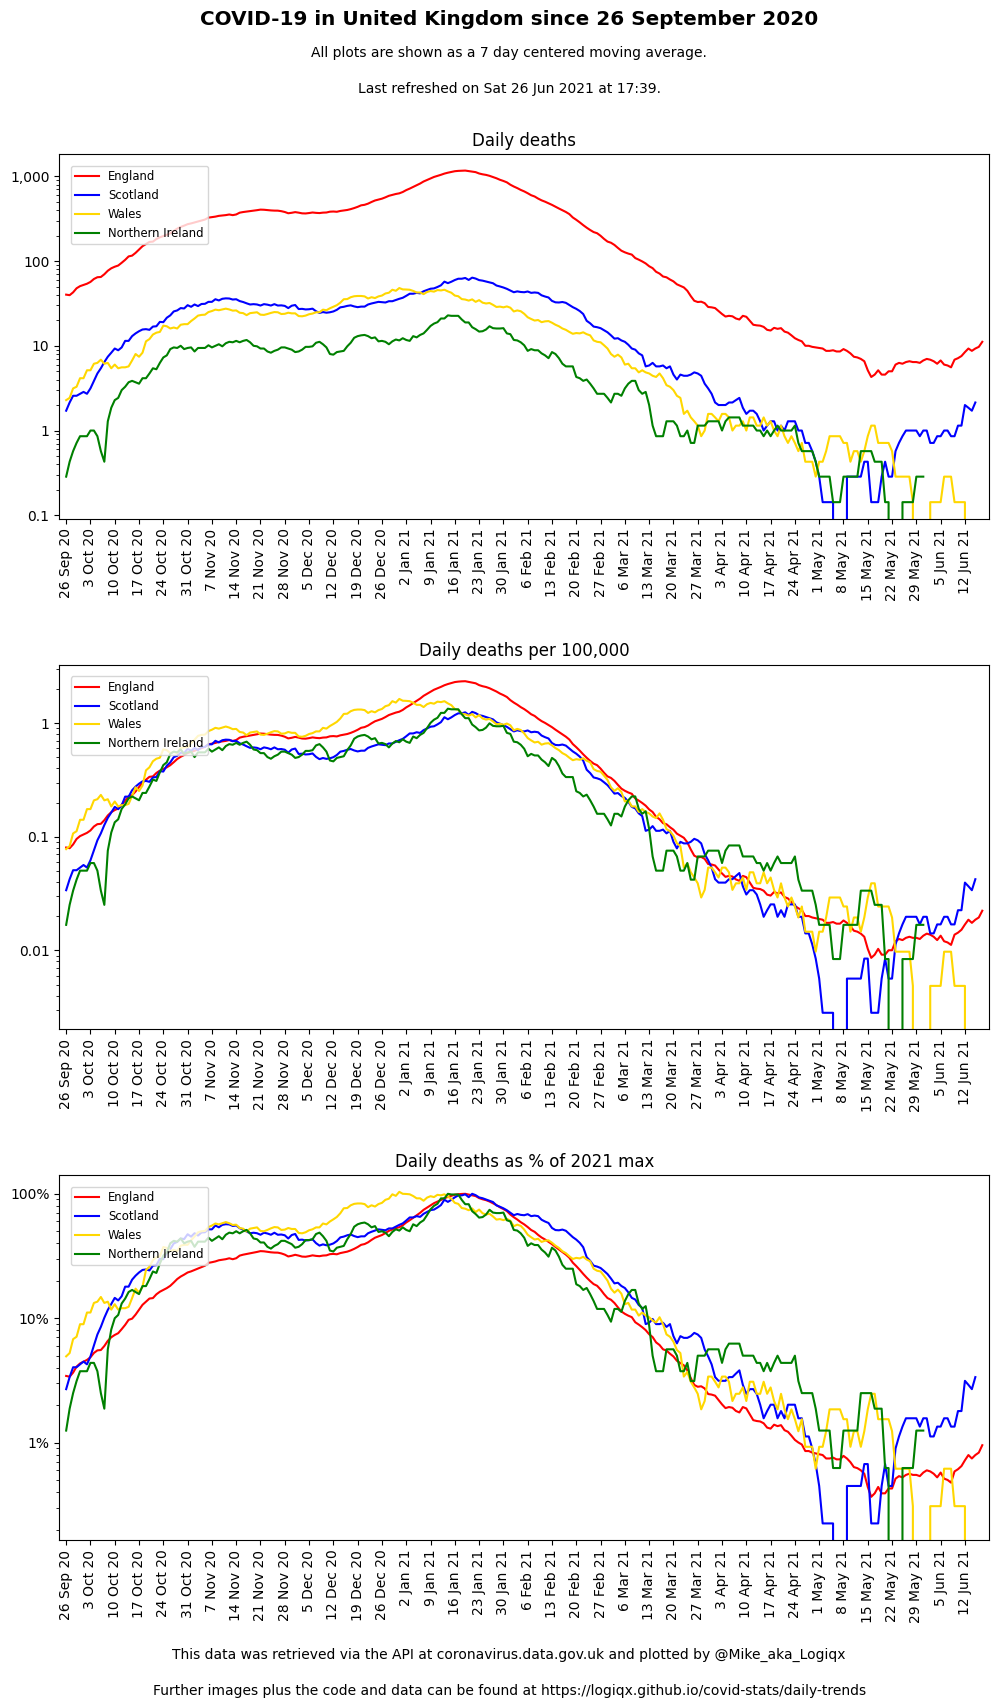 COVID-19 in United Kingdom since 26 September 2020
All plots are shown as a 7 day centered moving average.
Last refreshed on Sat 26 Jun 2021 at 17:39.
Daily deaths
England
Scotland
Wales
Northern Ireland
1,000
100
10
1
0.1
26 Sep 20
3 Oct 20
10 Oct 20
17 Oct 20
24 Oct 20
31 Oct 20
7 Nov 20
14 Nov 20
21 Nov 20
28 Nov 20
5 Dec 20
12 Dec 20
19 Dec 20
26 Dec 20
2 Jan 21
9 Jan 21
16 Jan 21
23 Jan 21
30 Jan 21
6 Feb 21
13 Feb 21
20 Feb 21
27 Feb 21
6 Mar 21
13 Mar 21
20 Mar 21
27 Mar 21
3 Apr 21
10 Apr 21
17 Apr 21
24 Apr 21
1 May 21
8 May 21
15 May 21
22 May 21
29 May 21
5 Jun 21
12 Jun 21
Daily deaths per 100,000
England
Scotland
Wales
Northern Ireland
1
0.1
0.01
26 Sep 20
3 Oct 20
10 Oct 20
17 Oct 20
24 Oct 20
31 Oct 20
7 Nov 20
14 Nov 20
21 Nov 20
28 Nov 20
5 Dec 20
12 Dec 20
19 Dec 20
26 Dec 20
2 Jan 21
9 Jan 21
16 Jan 21
23 Jan 21
30 Jan 21
6 Feb 21
13 Feb 21
20 Feb 21
27 Feb 21
6 Mar 21
13 Mar 21
20 Mar 21
27 Mar 21
3 Apr 21
10 Apr 21
17 Apr 21
24 Apr 21
1 May 21
8 May 21
15 May 21
22 May 21
29 May 21
5 Jun 21
12 Jun 21
Daily deaths as % of 2021 max
England
Scotland
Wales
Northern Ireland
100%
10%
1%
26 Sep 20
3 Oct 20
10 Oct 20
17 Oct 20
24 Oct 20
31 Oct 20
7 Nov 20
14 Nov 20
21 Nov 20
28 Nov 20
5 Dec 20
12 Dec 20
19 Dec 20
26 Dec 20
2 Jan 21
9 Jan 21
16 Jan 21
23 Jan 21
30 Jan 21
6 Feb 21
13 Feb 21
20 Feb 21
27 Feb 21
6 Mar 21
13 Mar 21
20 Mar 21
27 Mar 21
3 Apr 21
10 Apr 21
17 Apr 21
24 Apr 21
1 May 21
8 May 21
15 May 21
22 May 21
29 May 21
5 Jun 21
12 Jun 21
This data was retrieved via the API at coronavirus.data.gov.uk and plotted by @Mike_aka_Logiqx
Further images plus the code and data can be found at https://logiqx.github.io/covid-stats/daily-trends